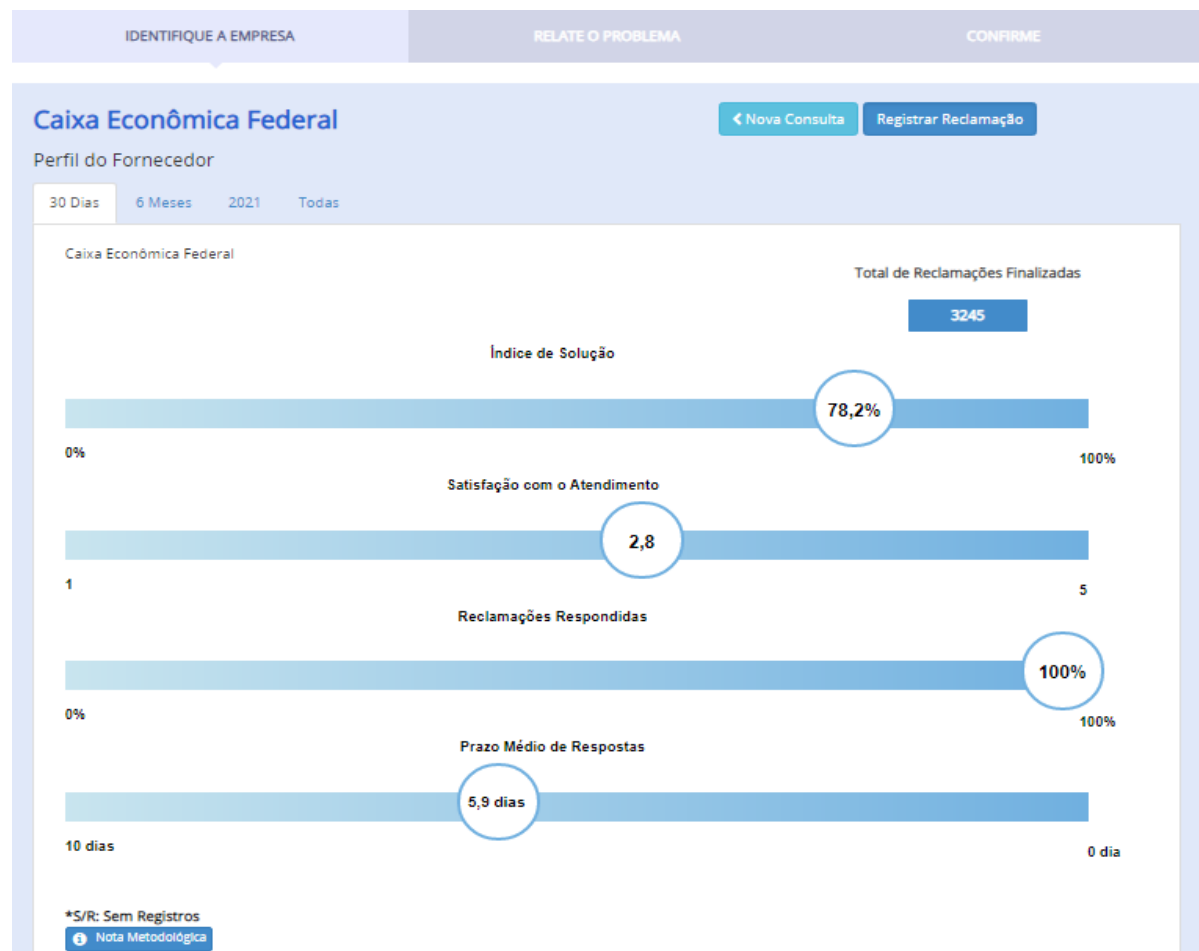 IDENTIFIQUE A EMPRESA
RELATE O PROBLEMA
CONFIRME
Caixa Econômica Federal
Nova Consulta
Registrar Reclamação
Perfil do Fornecedor
30 Dias
6 Meses
2021
Todas
Caixa Econômica Federal
Total de Reclamações Finalizadas
3245
Índice de Solução
78,2%
0%
100%
Satisfação com o Atendimento
2,8
1
5
Reclamações Respondidas
100%
0%
100%
Prazo Médio de Respostas
5,9 dias
10 dias
0 dia
*S/R: Sem Registros
Nota Metodológica